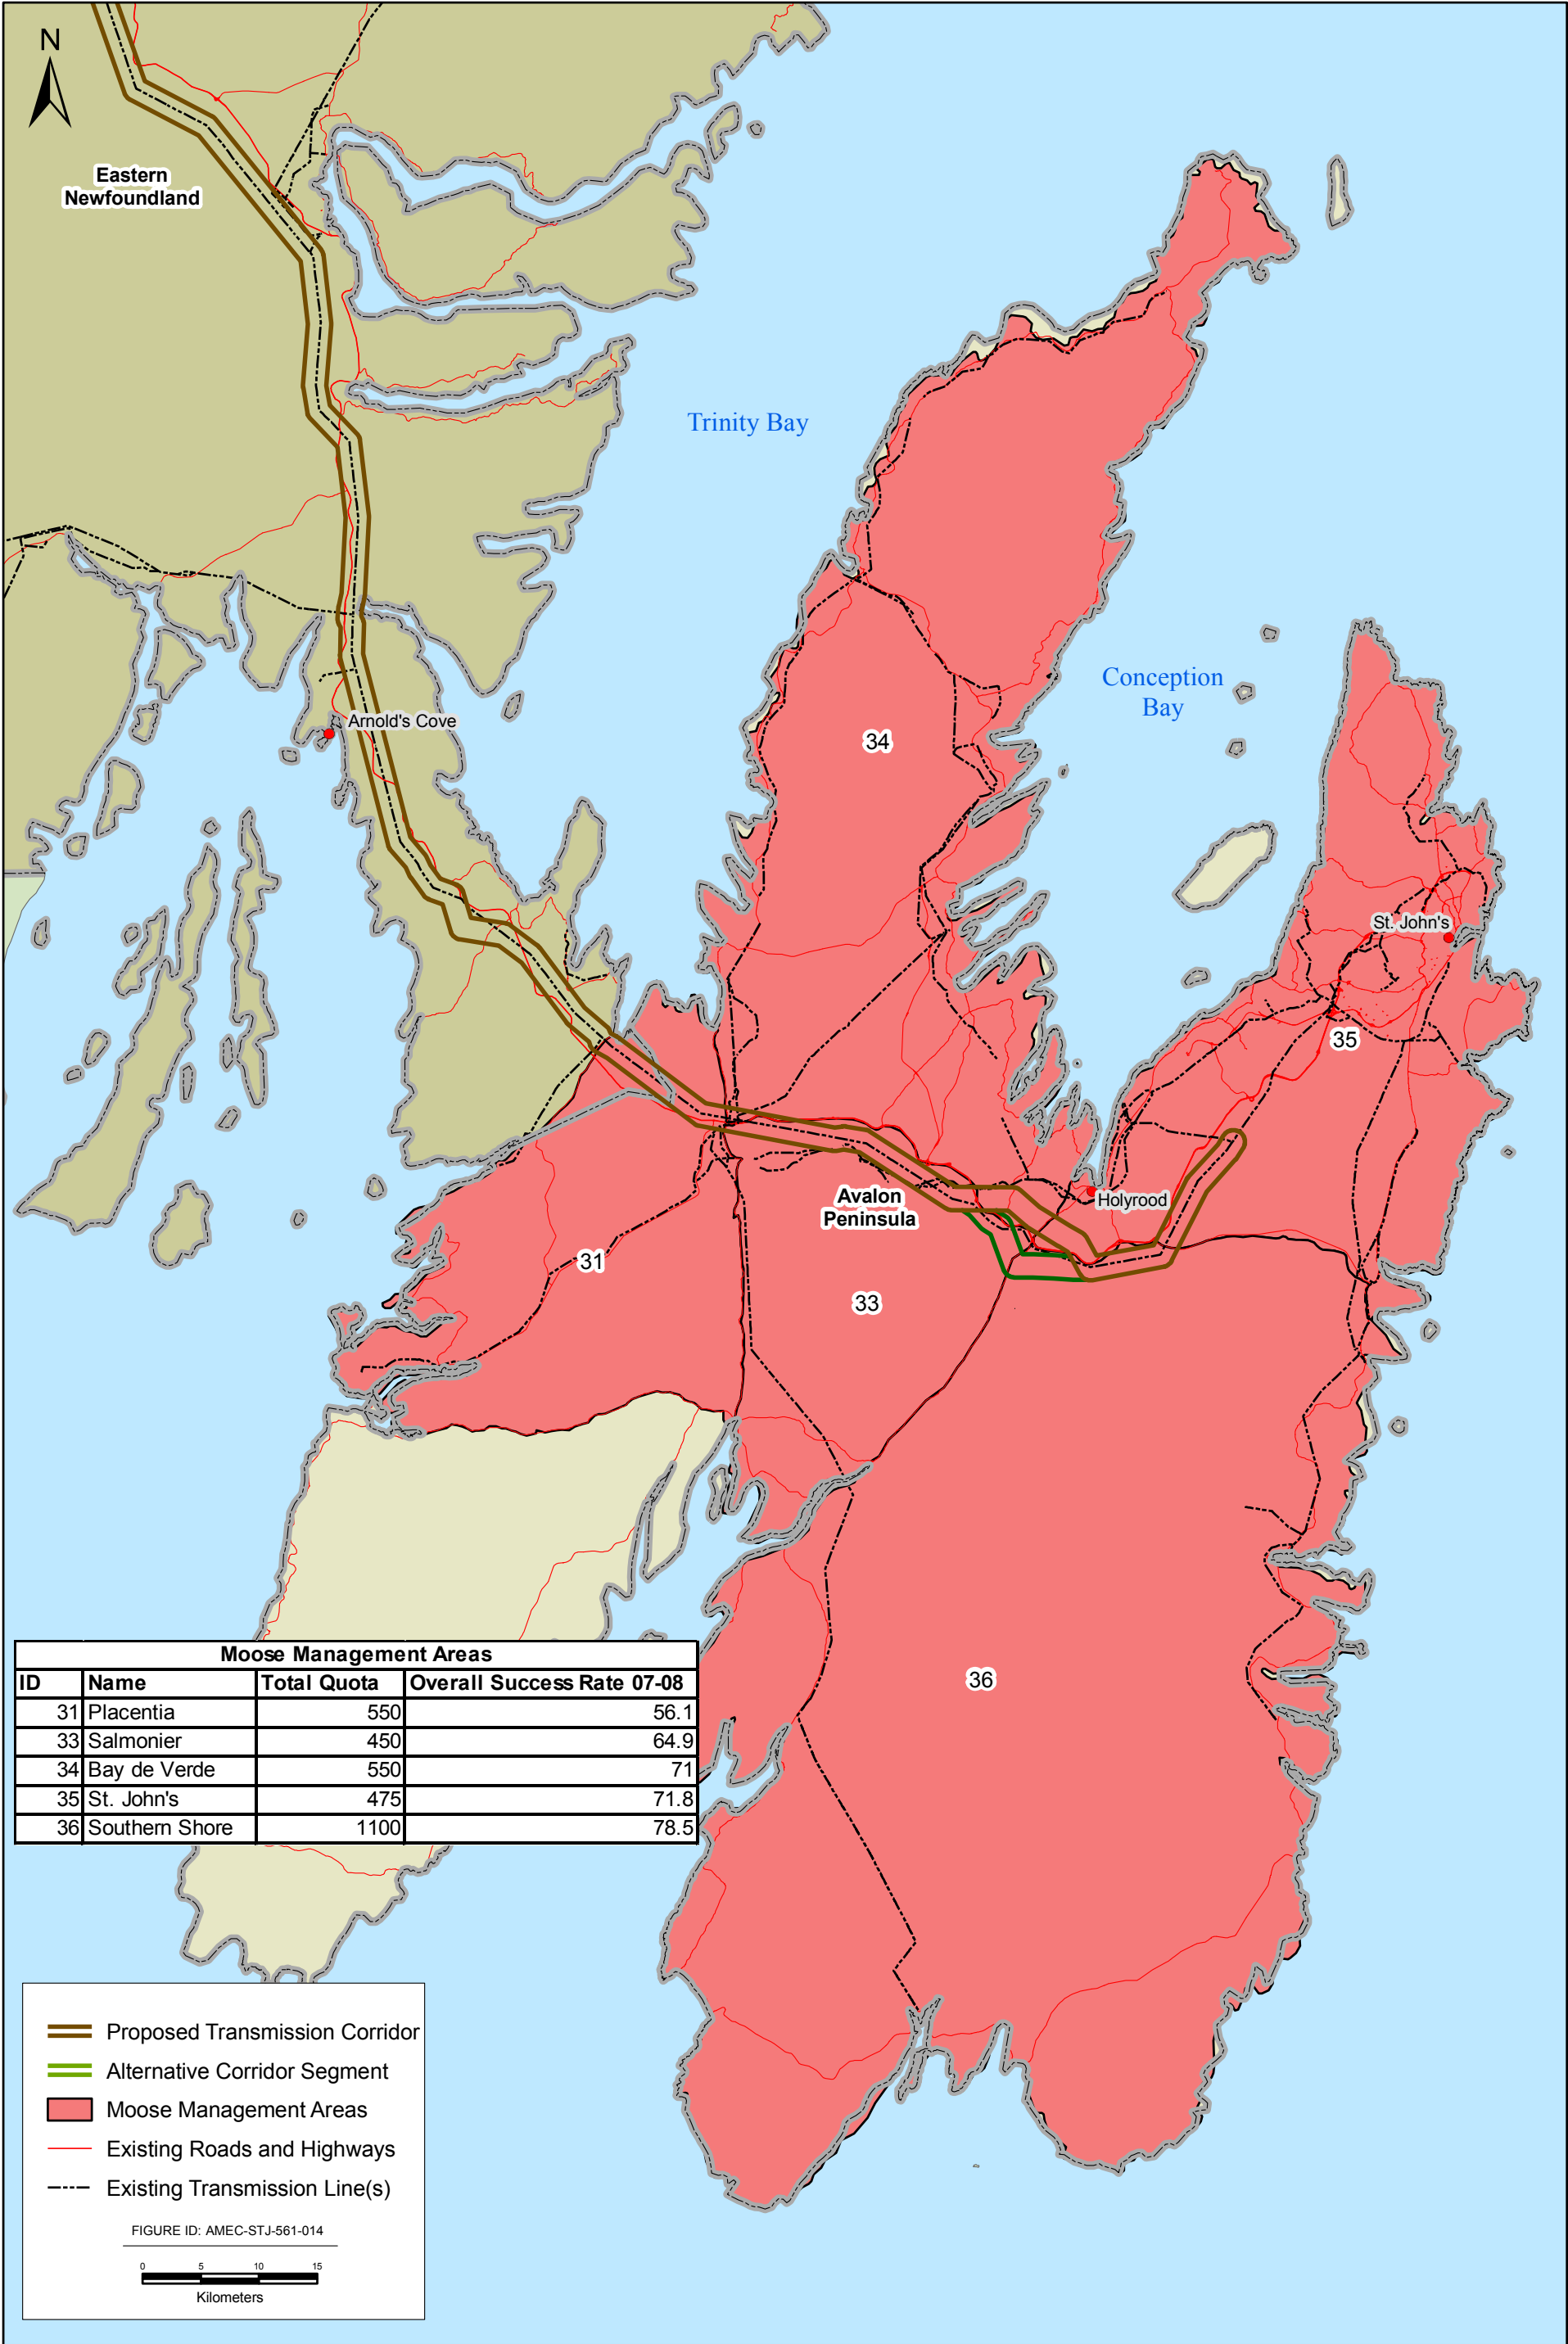 N
Eastern
Newfoundland
Trinity Bay
Conception
Bay
Arnold's Cove
34
St. John's
35
Avalon
Peninsula
Holyrood
31
33
36
Moose Management Areas
ID Name Total Quota Overall Success Rate 07-08
31 Placentia 550 56.1
33 Salmonier 450 64.9
34 Bay de Verde 550 71
35 St. John's 475 71.8
36 Southern Shore 1100 78.5
Proposed Transmission Corridor
Alternative Corridor Segment
Moose Management Areas
Existing Roads and Highways
Existing Transmission Line(s)
FIGURE ID: AMEC-STJ-561-014
0 5 10 15
Kilometers